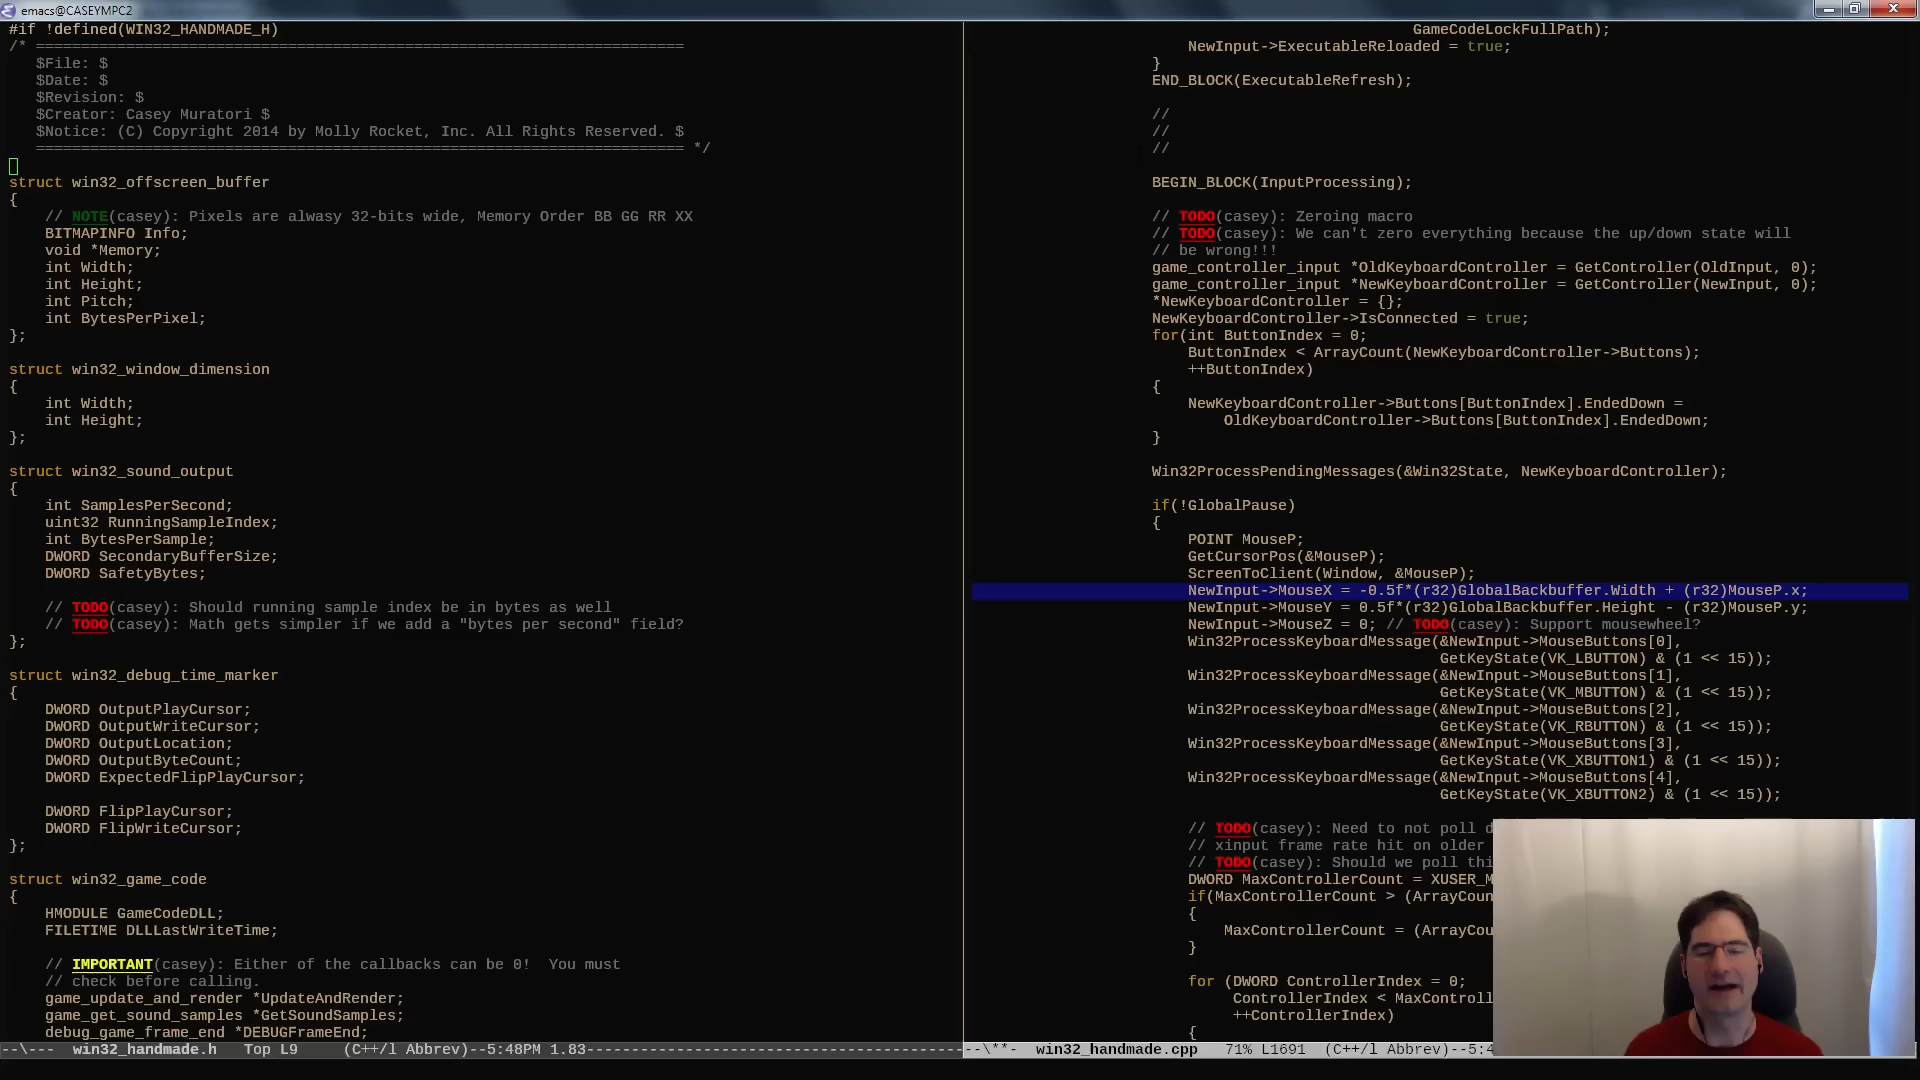 emacs@CASEYMPC2
#if !defined(WIN32_HANDMADE_H)
/* ========================================================================
$File: $
$Date: $
$Revision: $
$Creator: Casey Muratori $
$Notice: (C) Copyright 2014 by Molly Rocket, Inc. All Rights Reserved. $
======================================================================== */
struct win32_offscreen_buffer
{
// NOTE(casey): Pixels are alwasy 32-bits wide, Memory Order BB GG RR XX
BITMAPINFO Info;
void *Memory;
int Width;
int Height;
int Pitch;
int BytesPerPixel;
};
struct win32_window_dimension
{
int Width;
int Height;
};
struct win32_sound_output
{
int SamplesPerSecond;
uint32 RunningSampleIndex;
int BytesPerSample;
DWORD SecondaryBufferSize;
DWORD SafetyBytes;
// TODO(casey): Should running sample index be in bytes as well
// TODO(casey): Math gets simpler if we add a "bytes per second" field?
};
struct win32_debug_time_marker
{
DWORD OutputPlayCursor;
DWORD OutputWriteCursor;
DWORD OutputLocation;
DWORD OutputByteCount;
DWORD ExpectedFlipPlayCursor;
DWORD FlipPlayCursor;
DWORD FlipWriteCursor;
};
struct win32_game_code
{
HMODULE GameCodeDLL;
FILETIME DLLLastWriteTime;
// IMPORTANT(casey): Either of the callbacks can be 0!  You must
// check before calling.
game_update_and_render *UpdateAndRender;
game_get_sound_samples *GetSoundSamples;
debug_game_frame_end *DEBUGFrameEnd;
--\---  win32_handmade.h   Top L9     (C++/l Abbrev)--5:48PM 1.83
GameCodeLockFullPath);
NewInput->ExecutableReloaded = true;
}
END_BLOCK(ExecutableRefresh);
//
//
//
BEGIN_BLOCK(InputProcessing);
// TODO(casey): Zeroing macro
// TODO(casey): We can't zero everything because the up/down state will
// be wrong!!!
game_controller_input *OldKeyboardController = GetController(OldInput, 0);
game_controller_input *NewKeyboardController = GetController(NewInput, 0);
*NewKeyboardController = {};
NewKeyboardController->IsConnected = true;
for(int ButtonIndex = 0;
ButtonIndex < ArrayCount(NewKeyboardController->Buttons);
++ButtonIndex)
{
NewKeyboardController->Buttons[ButtonIndex].EndedDown =
OldKeyboardController->Buttons[ButtonIndex].EndedDown;
}
Win32ProcessPendingMessages(&Win32State, NewKeyboardController);
if(!GlobalPause)
{
POINT MouseP;
GetCursorPos(&MouseP);
ScreenToClient(Window, &MouseP);
NewInput->MouseX = -0.5f*(r32)GlobalBackbuffer.Width + (r32)MouseP.x;
NewInput->MouseY = 0.5f*(r32)GlobalBackbuffer.Height - (r32)MouseP.y;
NewInput->MouseZ = 0; // TODO(casey): Support mousewheel?
Win32ProcessKeyboardMessage(&NewInput->MouseButtons[0],
GetKeyState(VK_LBUTTON) & (1 << 15));
Win32ProcessKeyboardMessage(&NewInput->MouseButtons[1],
GetKeyState(VK_MBUTTON) & (1 << 15));
Win32ProcessKeyboardMessage(&NewInput->MouseButtons[2],
GetKeyState(VK_RBUTTON) & (1 << 15));
Win32ProcessKeyboardMessage(&NewInput->MouseButtons[3],
GetKeyState(VK_XBUTTON1) & (1 << 15));
Win32ProcessKeyboardMessage(&NewInput->MouseButtons[4],
GetKeyState(VK_XBUTTON2) & (1 << 15));
// TODO(casey): Need to not poll d
// xinput frame rate hit on older
// TODO(casey): Should we poll thi
DWORD MaxControllerCount = XUSER_M
if(MaxControllerCount > (ArrayCoun
{
MaxControllerCount = (ArrayCou
}
for (DWORD ControllerIndex = 0;
ControllerIndex < MaxControll
++ControllerIndex)
{
--\**-  win32_handmade.cpp   71% L1691  (C++/l Abbrev)--5:4